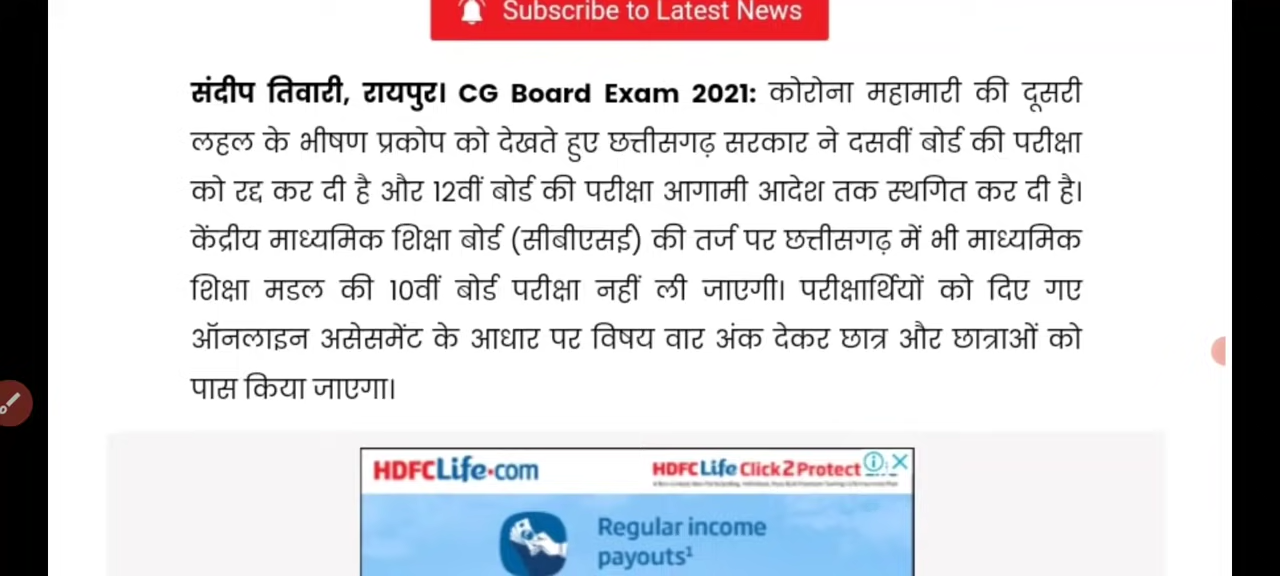 Subscribe to Latest News
संदीप तिवारी, रायपुर। CG Board Exam 2021: कोरोना महामारी की दूसरी
लहल के भीषण प्रकोप को देखते हुए छत्तीसगढ़ सरकार ने दसवीं बोर्ड की परीक्षा
को रद्द कर दी है और 12वीं बोर्ड की परीक्षा आगामी आदेश तक स्थगित कर दी है।
केंद्रीय माध्यमिक शिक्षा बोर्ड (सीबीएसई) की तर्ज पर छत्तीसगढ़ में भी माध्यमिक
शिक्षा मडल की 10वीं बोर्ड परीक्षा नहीं ली जाएगी। परीक्षार्थियों को दिए गए
ऑनलाइन असेसमेंट के आधार पर विषय वार अंक देकर छात्र और छात्राओं को
पास किया जाएगा।
HDFCLife.com
HDFC Life Click 2 Protect
Regular income
payouts¹